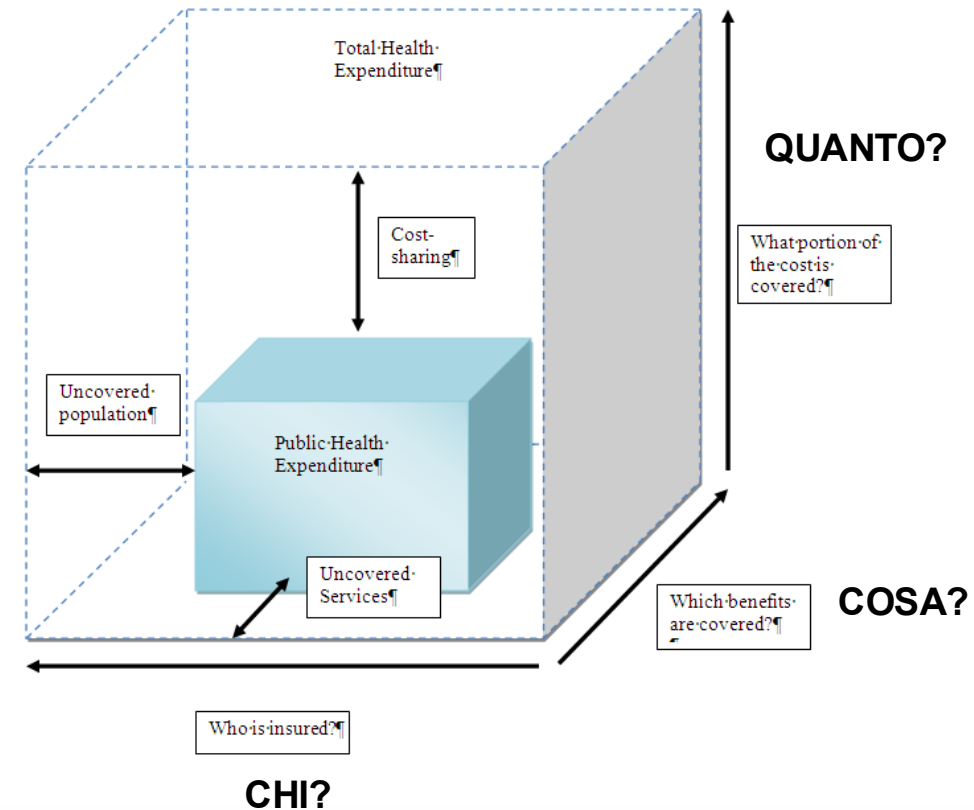 Total·Health·
Expenditure¶
QUANTO?
Cost-
sharing¶
What·portion·of·
the·cost·is·
covered?¶
Uncovered·
population¶
Public·Health·
Expenditure¶
Uncovered·
Services¶
Which·benefits·
are·covered?¶
¶
COSA?
Who·is·insured?¶
CHI?